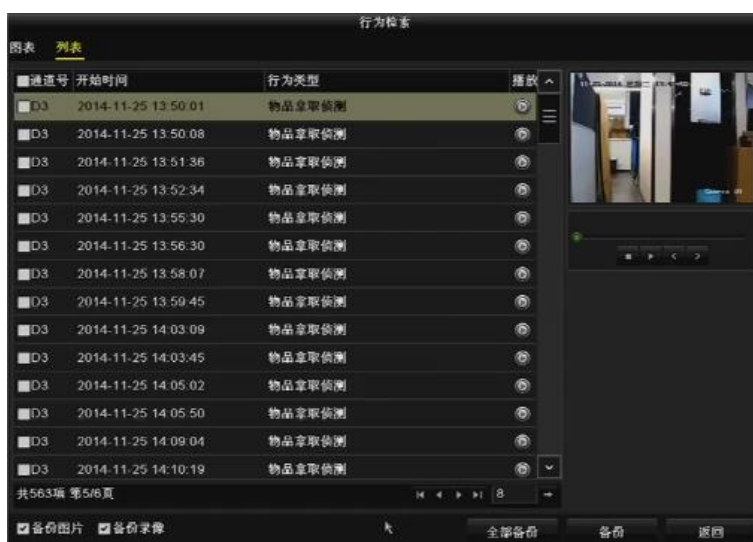 行为检索
图表 列表
通道号 开始时间 行为类型 播放
D3 2014-11-25 13:50:01 物品拿取侦测
D3 2014-11-25 13:50:08 物品拿取侦测
D3 2014-11-25 13:51:36 物品拿取侦测
D3 2014-11-25 13:52:34 物品拿取侦测
D3 2014-11-25 13:55:30 物品拿取侦测
D3 2014-11-25 13:56:30 物品拿取侦测
D3 2014-11-25 13:58:07 物品拿取侦测
D3 2014-11-25 13:59:45 物品拿取侦测
D3 2014-11-25 14:03:09 物品拿取侦测
D3 2014-11-25 14:03:45 物品拿取侦测
D3 2014-11-25 14:05:02 物品拿取侦测
D3 2014-11-25 14:05:50 物品拿取侦测
D3 2014-11-25 14:09:04 物品拿取侦测
D3 2014-11-25 14:10:19 物品拿取侦测
共563项 第5/6页 8
备份图片 备份录像 全部备份 备份 返回
11-25-2014 星期二
Camera